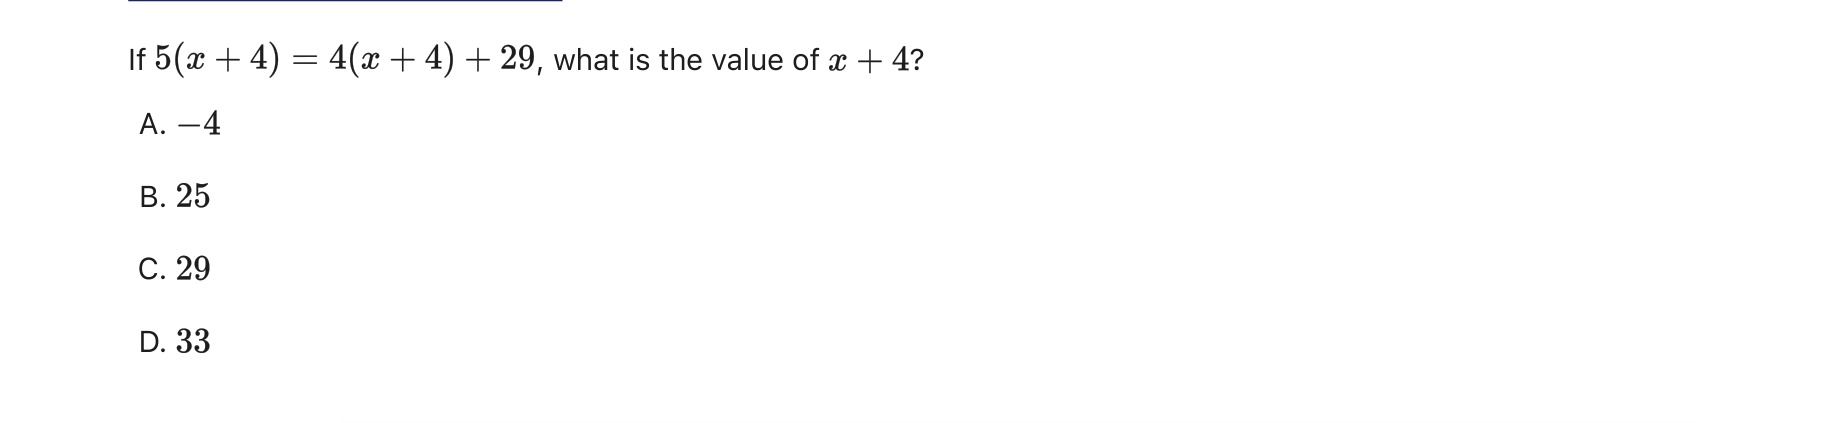 If 5(x + 4) = 4(x + 4) + 29, what is the value of x + 4?
A. −4
B. 25
C. 29
D. 33